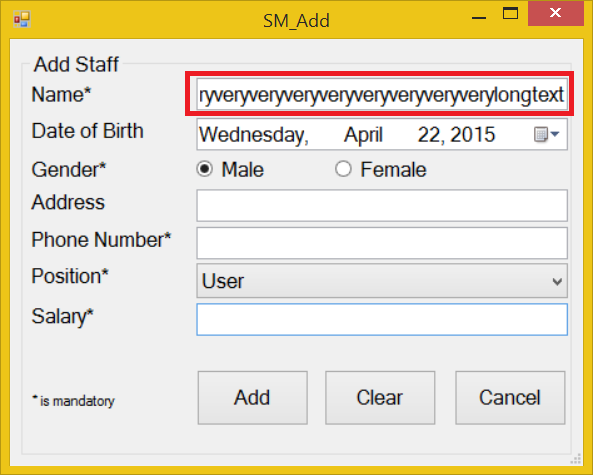 SM_Add
Add Staff
Name* ryveryveryveryveryveryveryveryverylongtext
Date of Birth Wednesday, April 22, 2015
Gender* Male Female
Address
Phone Number*
Position* User
Salary*
* is mandatory Add Clear Cancel